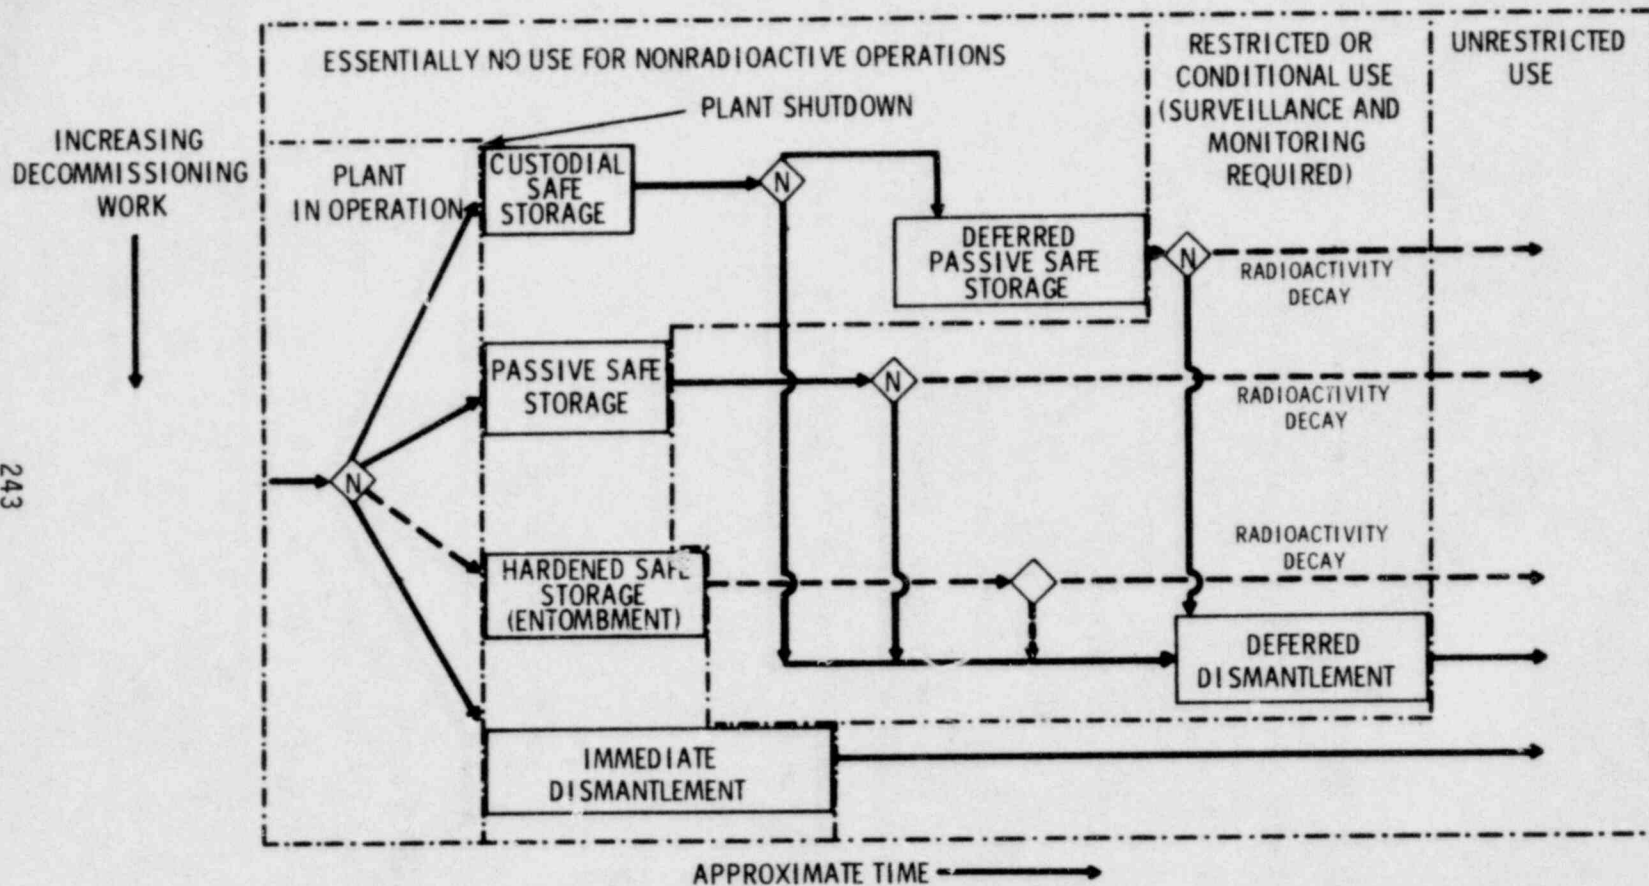 ESSENTIALLY NO USE FOR NONRADIOACTIVE OPERATIONS
RESTRICTED OR
CONDITIONAL USE
(SURVEILLANCE AND
MONITORING
REQUIRED)
UNRESTRICTED
USE
PLANT SHUTDOWN
INCREASING
DECOMMISSIONING
WORK
PLANT
IN OPERATION
CUSTODIAL
SAFE
STORAGE
N
DEFERRED
PASSIVE SAFE
STORAGE
N
RADIOACTIVITY
DECAY
PASSIVE SAFE
STORAGE
N
RADIOACTIVITY
DECAY
243
N
HARDENED SAFE
STORAGE
(ENTOMBMENT)
RADIOACTIVITY
DECAY
DEFERRED
DISMANTLEMENT
IMMEDIATE
DISMANTLEMENT
APPROXIMATE TIME